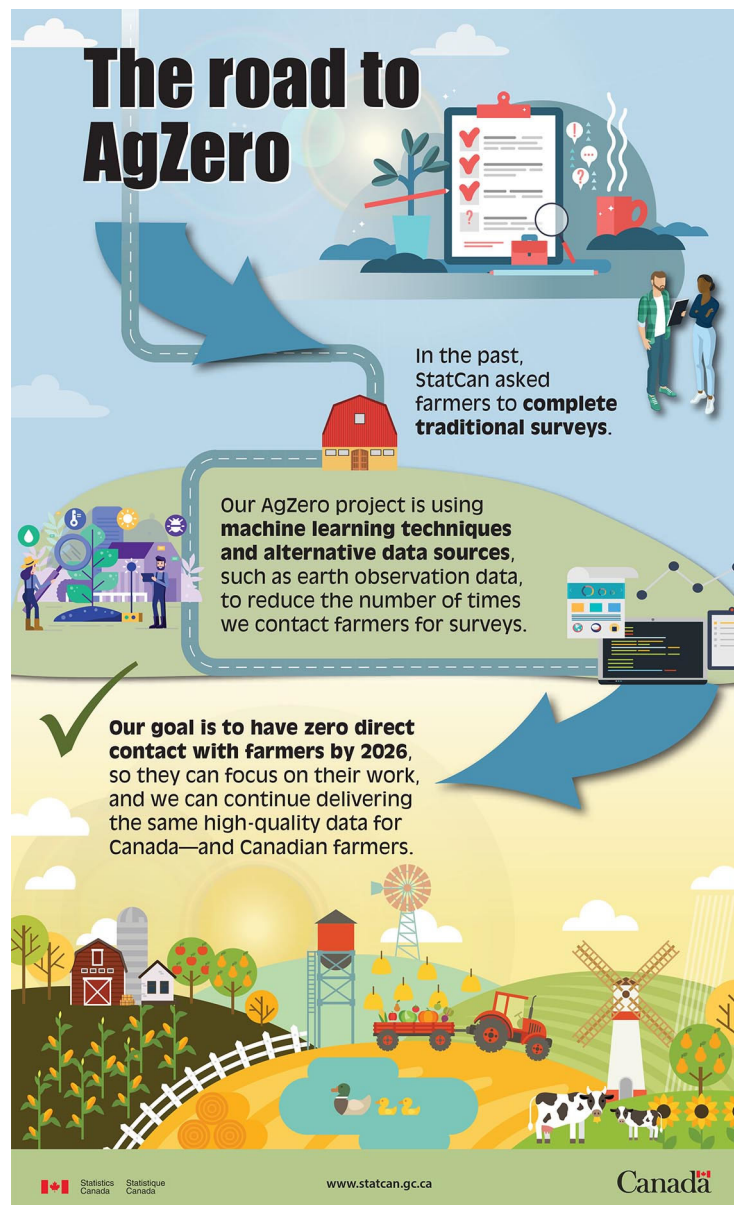 The road to
AgZero
In the past,
StatCan asked
farmers to complete
traditional surveys.
Our AgZero project is using
machine learning techniques
and alternative data sources,
such as earth observation data,
to reduce the number of times
we contact farmers for surveys.
Our goal is to have zero direct
contact with farmers by 2026,
so they can focus on their work,
and we can continue delivering
the same high-quality data for
Canada—and Canadian farmers.
Statistics Statistique
Canada Canada
www.statcan.gc.ca
Canada